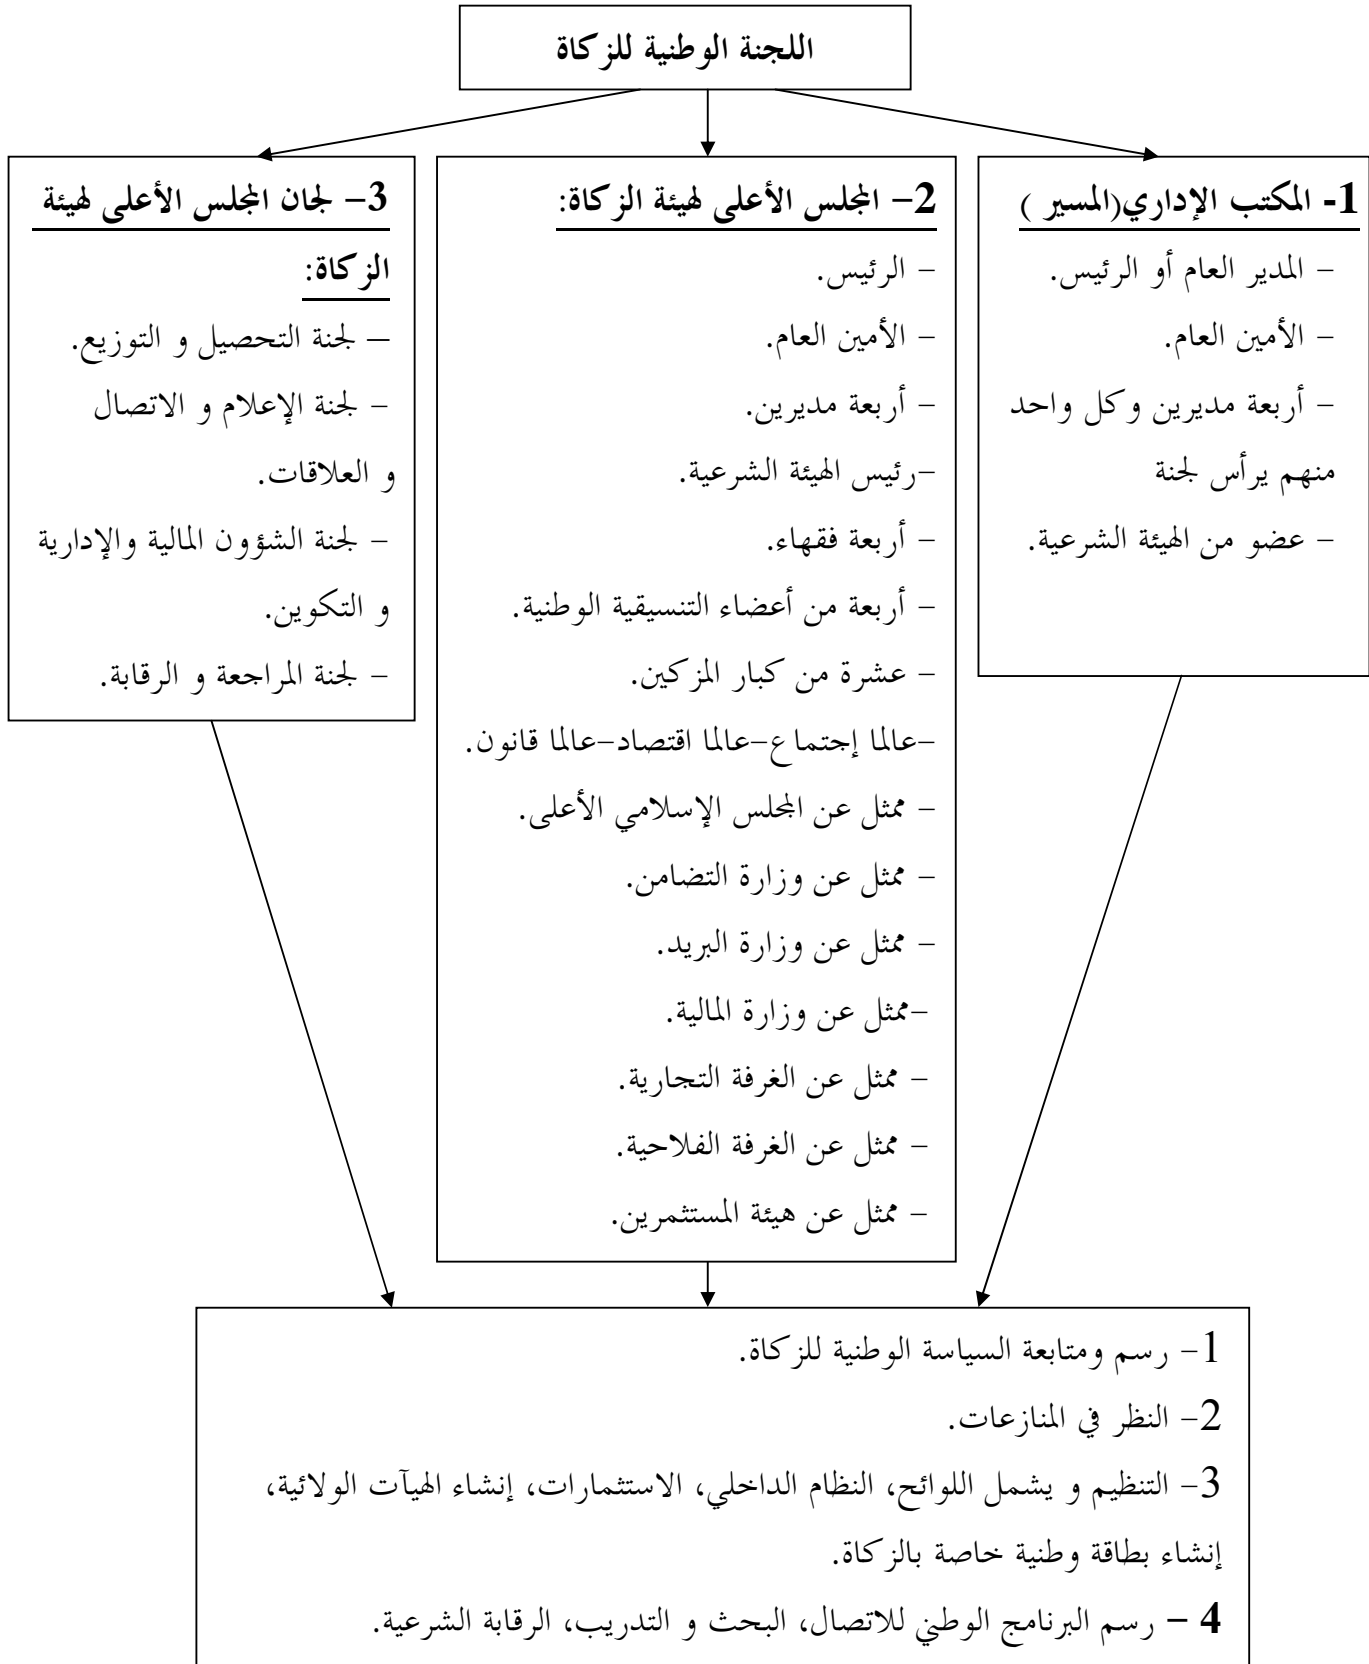 اللجنة الوطنية للزكاة
1- المكتب الإداري(المسير )
– المدير العام أو الرئيس.
– الأمين العام.
– أربعة مديرين وكل واحد
منهم يرأس لجنة
– عضو من الهيئة الشرعية.
2– المجلس الأعلى لهيئة الزكاة:
– الرئيس.
– الأمين العام.
– أربعة مديرين.
–رئيس الهيئة الشرعية.
– أربعة فقهاء.
– أربعة من أعضاء التنسيقية الوطنية.
– عشرة من كبار المزكين.
–عالما إجتماع–عالما اقتصاد–عالما قانون.
– ممثل عن المجلس الإسلامي الأعلى.
– ممثل عن وزارة التضامن.
– ممثل عن وزارة البريد.
–ممثل عن وزارة المالية.
– ممثل عن الغرفة التجارية.
– ممثل عن الغرفة الفلاحية.
– ممثل عن هيئة المستثمرين.
3– لجان المجلس الأعلى لهيئة
الزكاة:
– لجنة التحصيل و التوزيع.
– لجنة الإعلام و الاتصال
و العلاقات.
– لجنة الشؤون المالية والإدارية
و التكوين.
– لجنة المراجعة و الرقابة.
1– رسم ومتابعة السياسة الوطنية للزكاة.
2– النظر في المنازعات.
3– التنظيم و يشمل اللوائح، النظام الداخلي، الاستثمارات، إنشاء الهيآت الولائية،
إنشاء بطاقة وطنية خاصة بالزكاة.
4 – رسم البرنامج الوطني للاتصال، البحث و التدريب، الرقابة الشرعية.